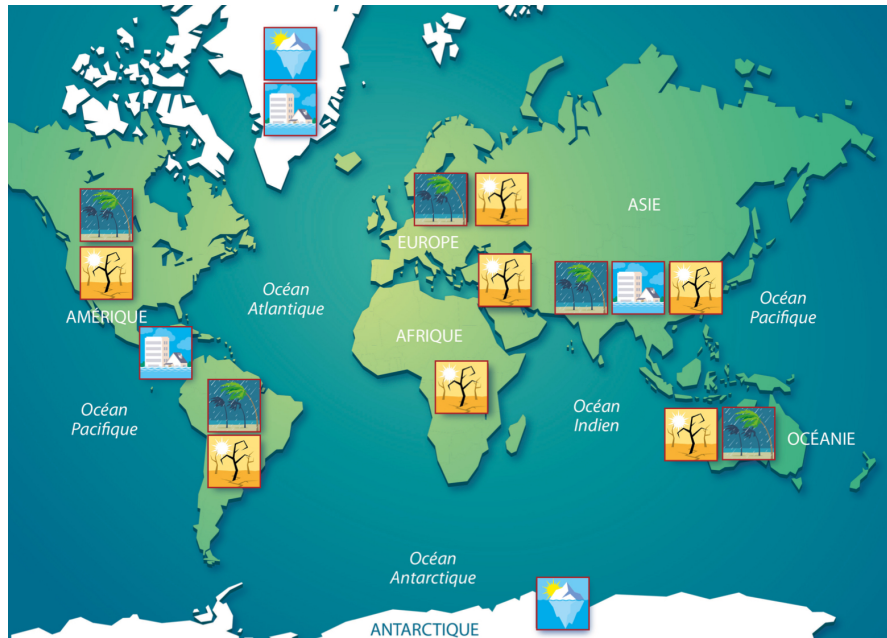 ASIE
EUROPE
Océan
Atlantique
Océan
Pacifique
AMÉRIQUE
AFRIQUE
Océan
Pacifique
Océan
Indien
OCÉANIE
Océan
Antarctique
ANTARCTIQUE